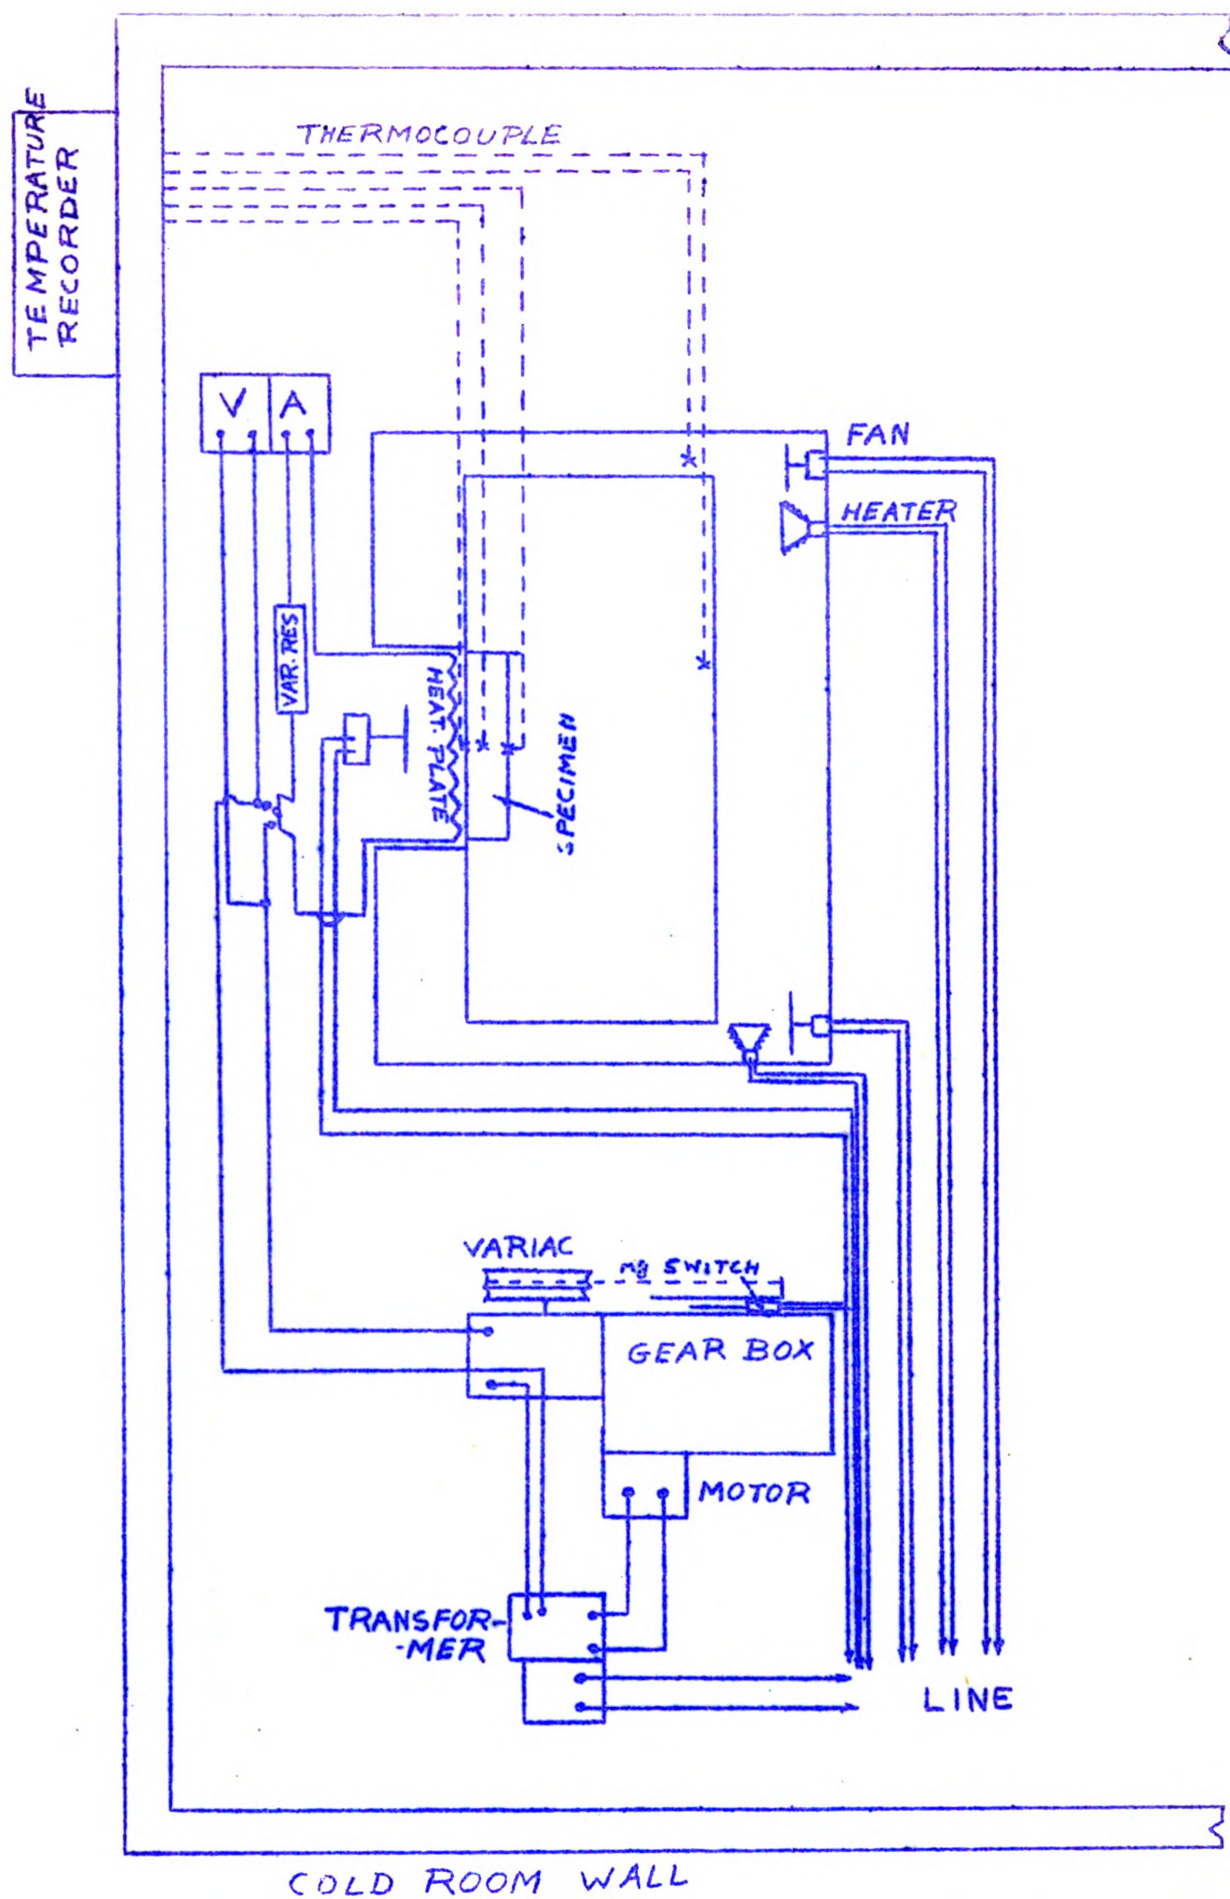 THERMOCOUPLE
TEMPERATURE
RECORDER
V A
FAN
HEATER
VAR. RES
HEAT. PLATE
SPECIMEN
VARIAC
Mg SWITCH
GEAR BOX
MOTOR
TRANSFOR-
-MER
LINE
COLD ROOM WALL